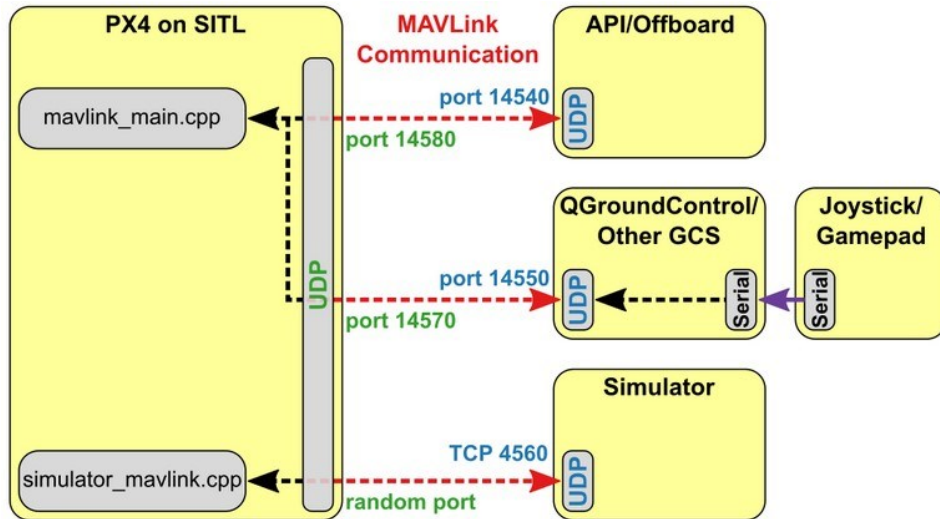 PX4 on SITL
mavlink_main.cpp
simulator_mavlink.cpp
UDP
MAVLink
Communication
port 14540
port 14580
port 14550
port 14570
TCP 4560
random port
API/Offboard
UDP
QGroundControl/
Other GCS
UDP
Serial
Joystick/
Gamepad
Serial
Simulator
UDP